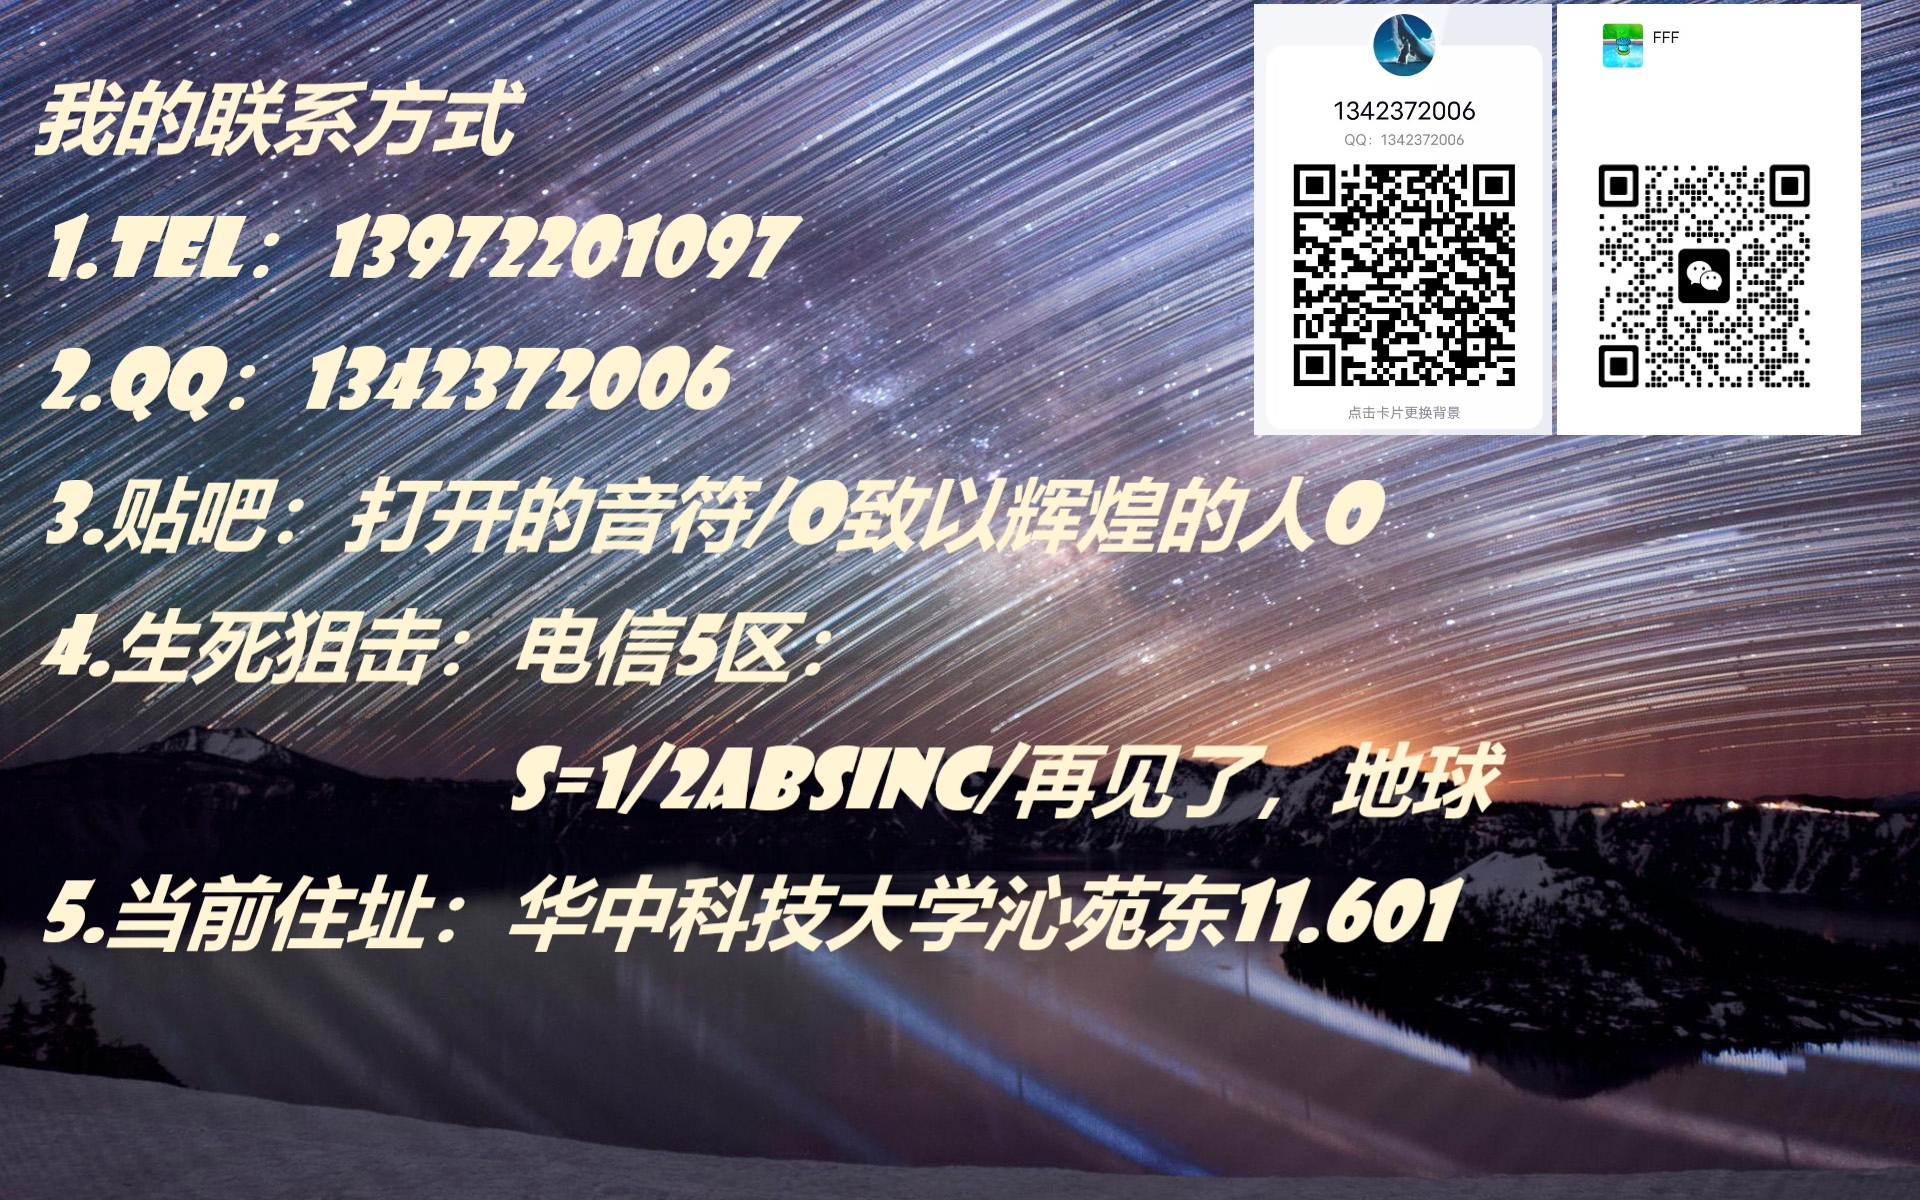 我的联系方式
1.TEL：13972201097
2.QQ：1342372006
3.贴吧：打开的音符/O致以辉煌的人O
4.生死狙击：电信5区：
S=1/2ABSINC/再见了，地球
5.当前住址：华中科技大学沁苑东11.601
1342372006
QQ：1342372006
点击卡片更换背景
FFF